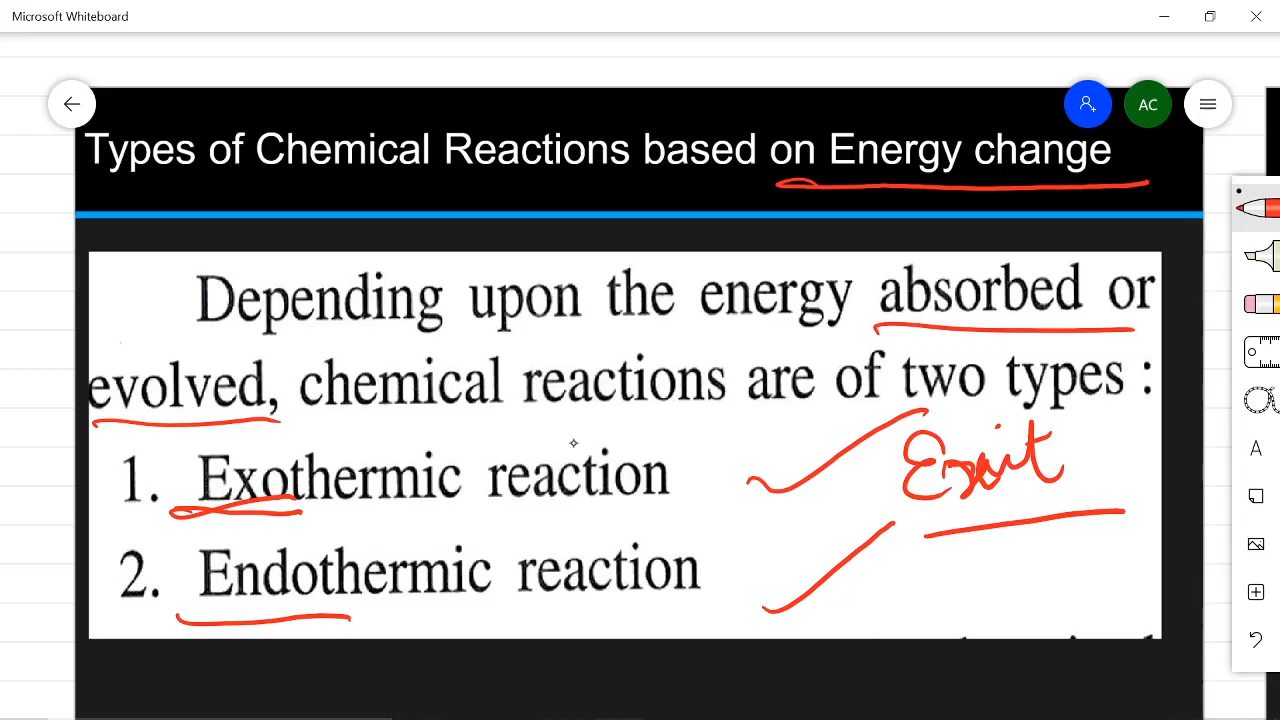 Microsoft Whiteboard
AC
Types of Chemical Reactions based on Energy change
Depending upon the energy absorbed or
evolved, chemical reactions are of two types :
1. Exothermic reaction
Exit
2. Endothermic reaction
A